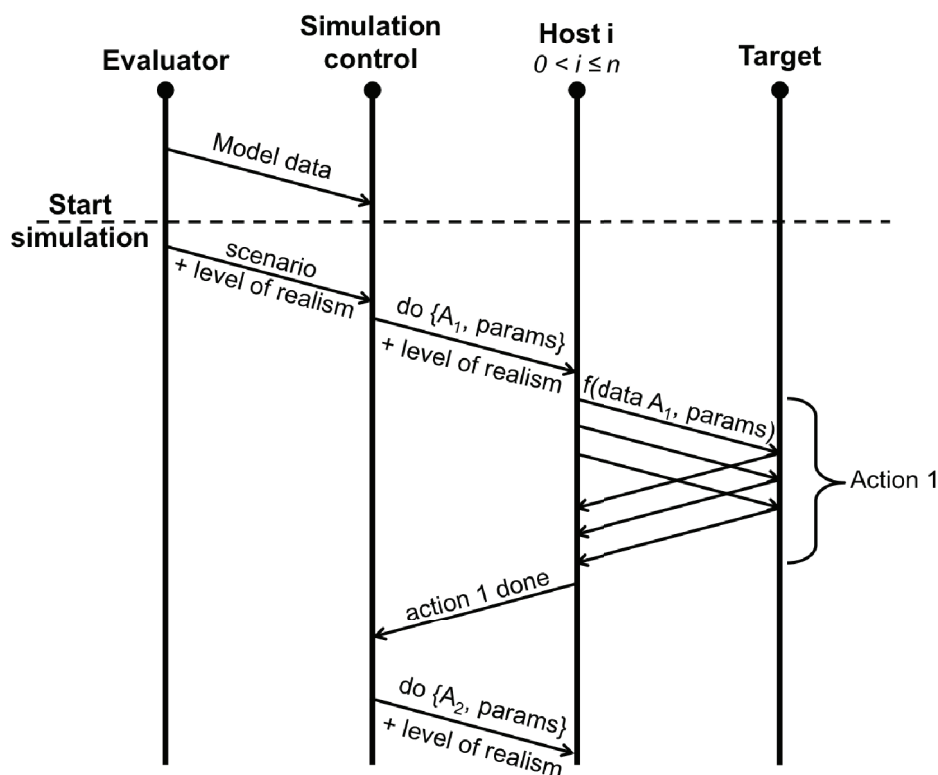 Evaluator
Simulation
control
Host i
0 < i ≤ n
Target
Model data
Start
simulation
scenario
+ level of realism
do {A₁, params}
+ level of realism
f(data A₁, params)
Action 1
action 1 done
do {A₂, params}
+ level of realism